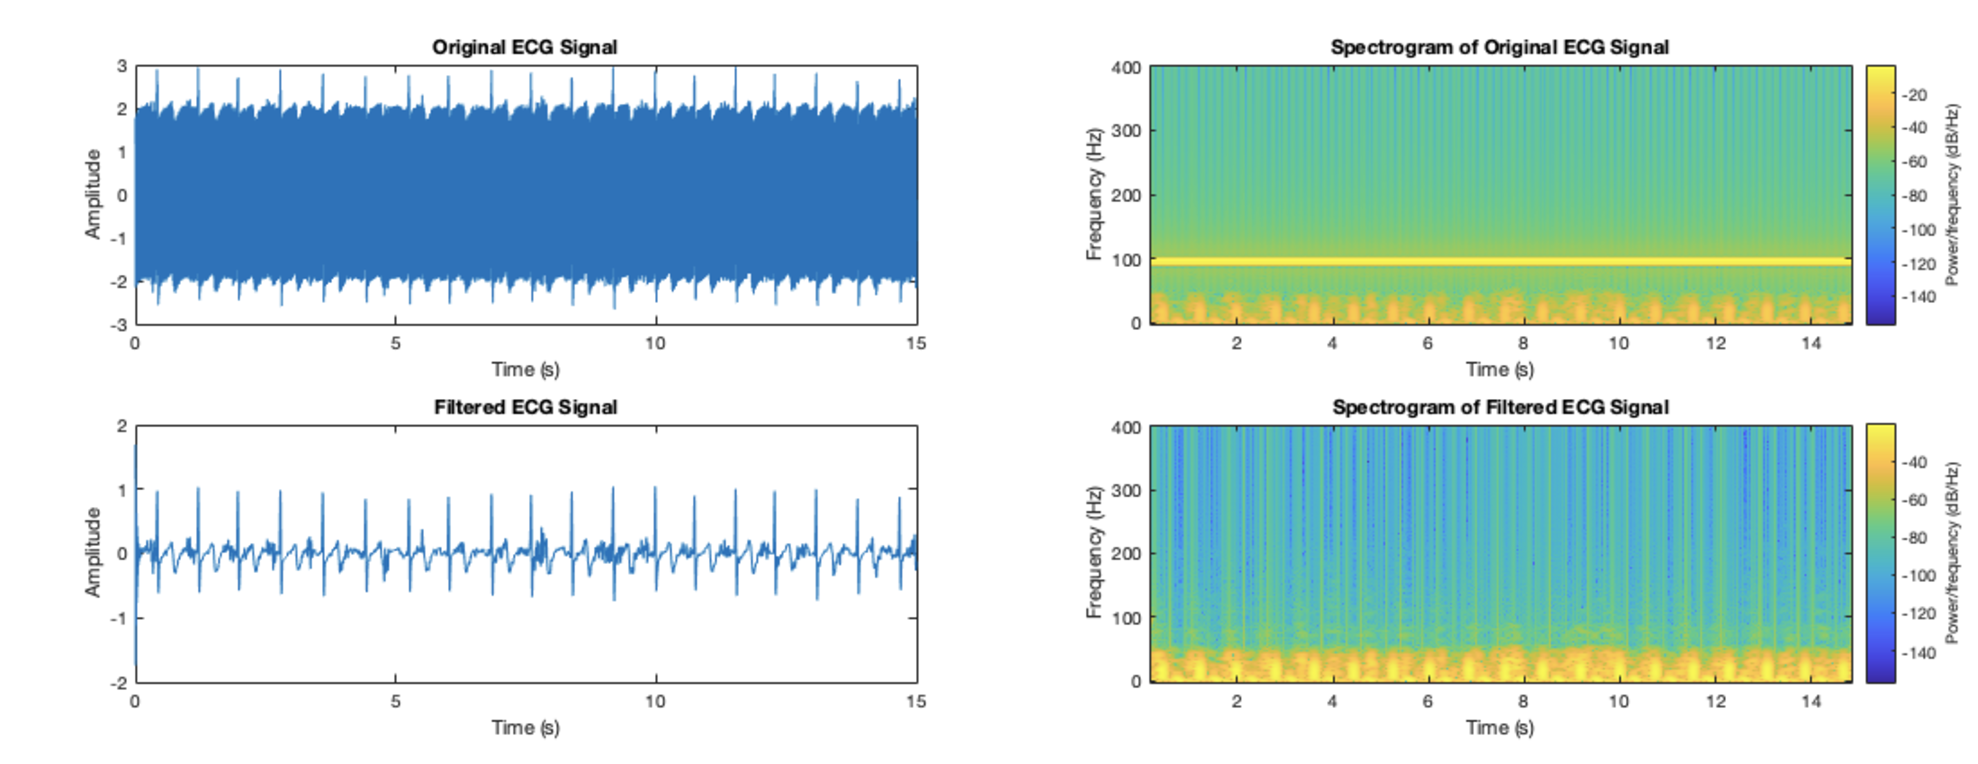 Original ECG Signal
3
2
1
0
-1
-2
-3
Amplitude
0 5 10 15
Time (s)
Spectrogram of Original ECG Signal
400
300
200
100
0
Frequency (Hz)
2 4 6 8 10 12 14
Time (s)
-20
-40
-60
-80
-100
-120
-140
Power/frequency (dB/Hz)
Filtered ECG Signal
2
1
0
-1
-2
Amplitude
0 5 10 15
Time (s)
Spectrogram of Filtered ECG Signal
400
300
200
100
0
Frequency (Hz)
2 4 6 8 10 12 14
Time (s)
-40
-60
-80
-100
-120
-140
Power/frequency (dB/Hz)